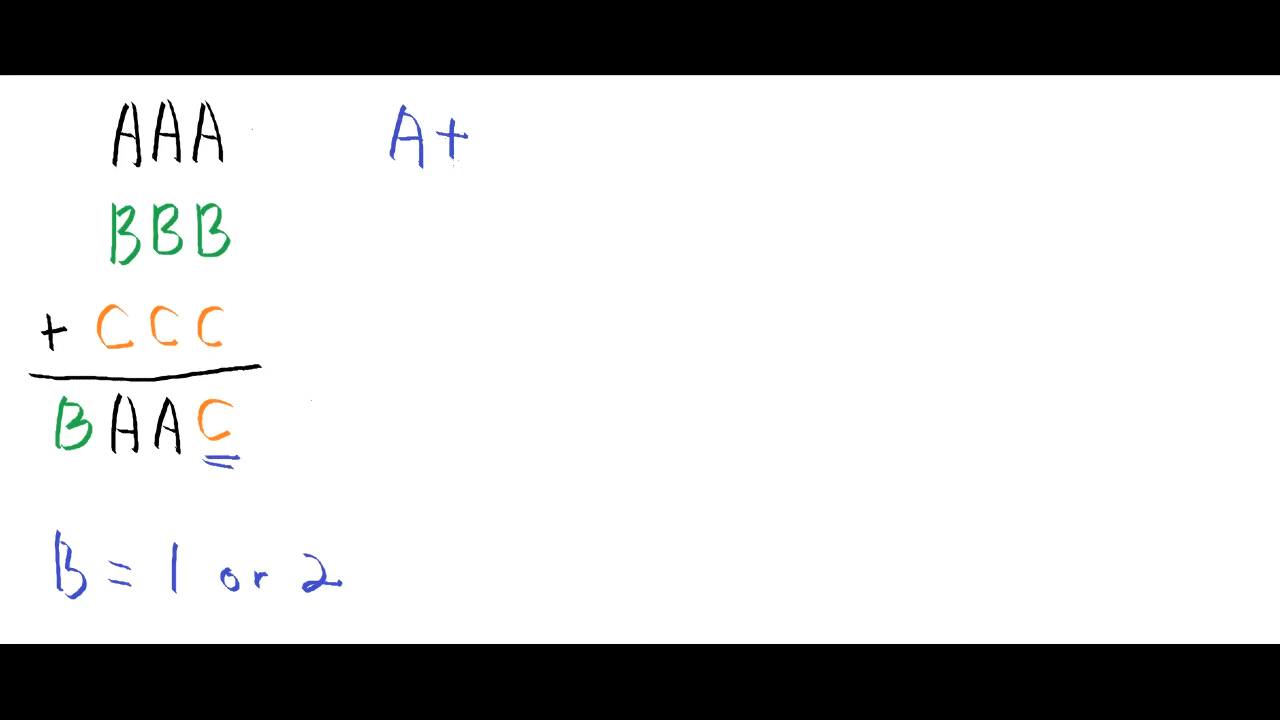 AAA A+
BBB
+ CCC
BAAC
B = 1 or 2